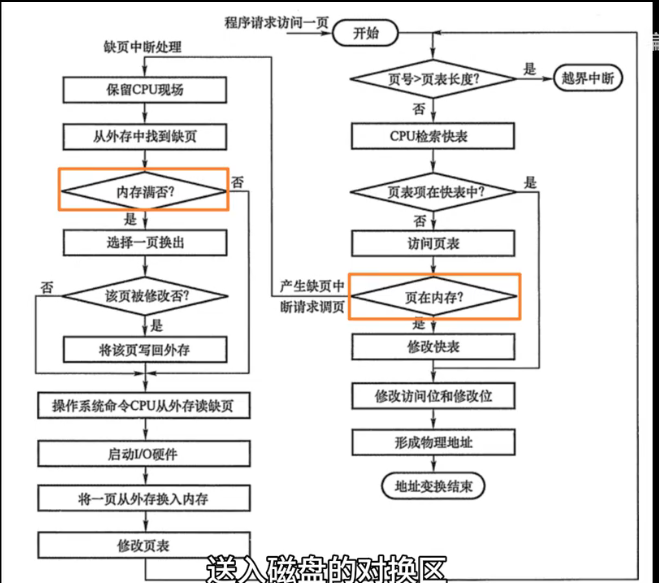 程序请求访问一页
开始
缺页中断处理
保留CPU现场
从外存中找到缺页
内存满否?
否
是
选择一页换出
该页被修改否?
否
是
将该页写回外存
操作系统命令CPU从外存读缺页
启动I/O硬件
将一页从外存换入内存
修改页表
页号>页表长度?
是
越界中断
否
CPU检索快表
页表项在快表中?
是
否
访问页表
产生缺页中
断请求调页
页在内存?
是
修改快表
修改访问位和修改位
形成物理地址
地址变换结束
送入磁盘的对换区